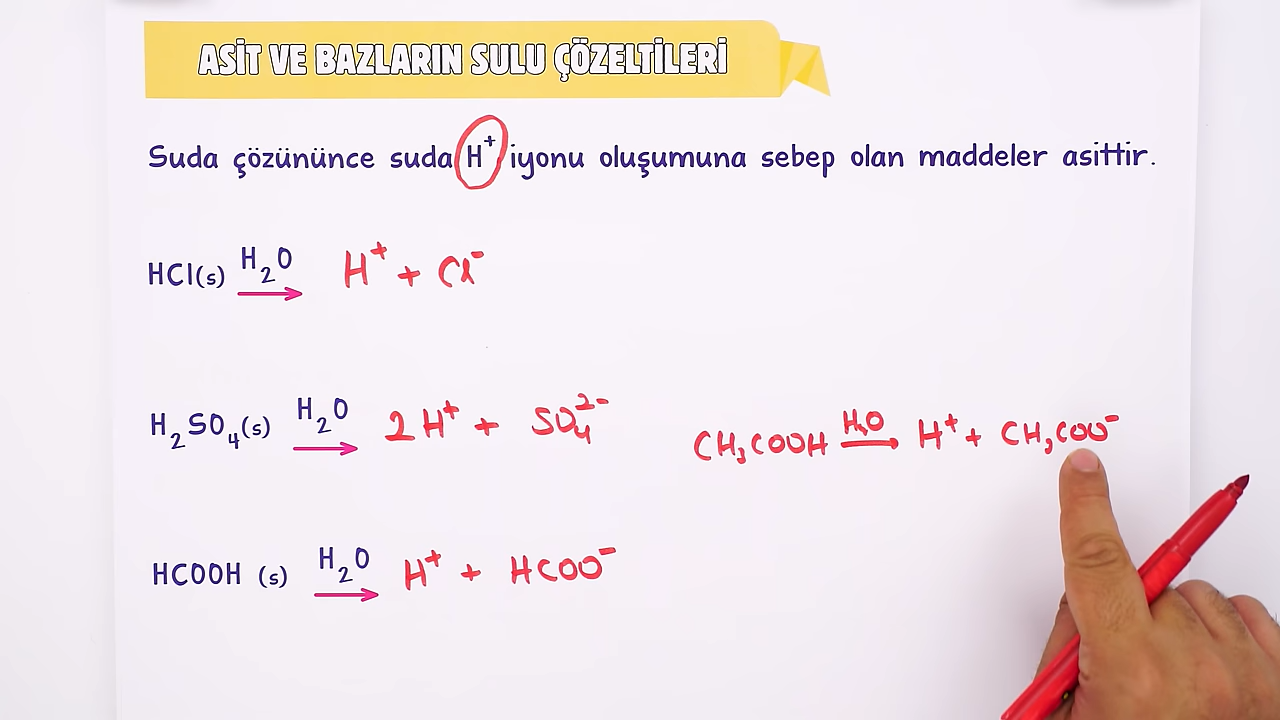 ASİT VE BAZLARIN SULU ÇÖZELTİLERİ
Suda çözününce suda H⁺ iyonu oluşumuna sebep olan maddeler asittir.
HCl(s) H₂O → H⁺ + Cl⁻
H₂SO₄(s) H₂O → 2H⁺ + SO₄²⁻
CH₃COOH H₂O → H⁺ + CH₃COO⁻
HCOOH (s) H₂O → H⁺ + HCOO⁻